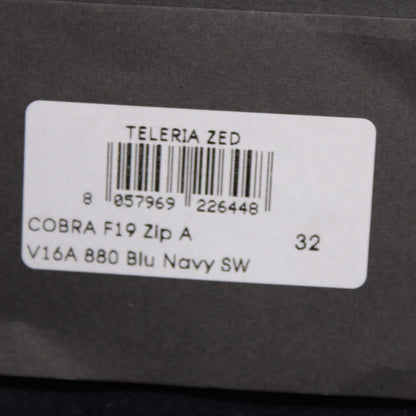 TELERIA ZED
8 057969 226448
COBRA F19 Zip A
32
V16A 880 Blu Navy SW